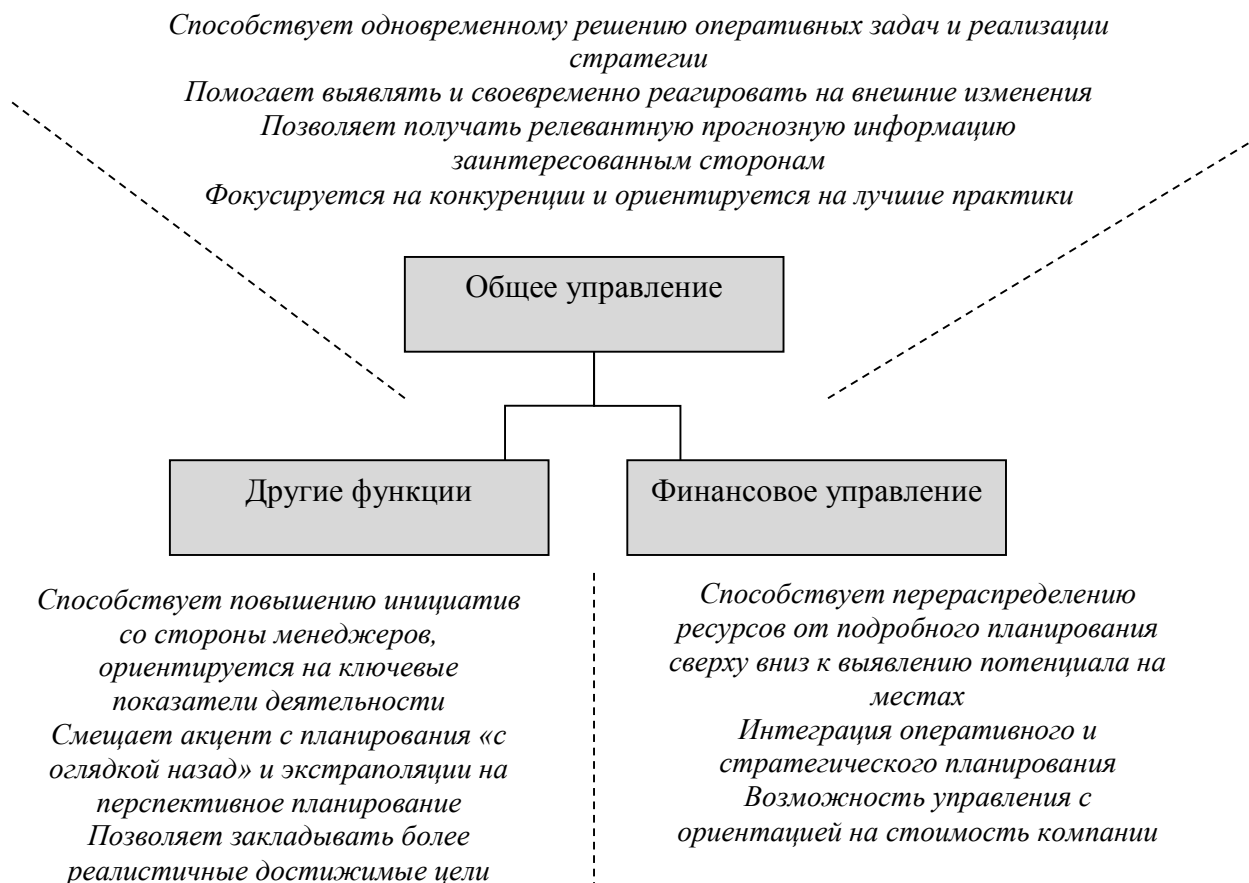 Способствует одновременному решению оперативных задач и реализации
стратегии
Помогает выявлять и своевременно реагировать на внешние изменения
Позволяет получать релевантную прогнозную информацию
заинтересованным сторонам
Фокусируется на конкуренции и ориентируется на лучшие практики
Общее управление
Другие функции
Финансовое управление
Способствует повышению инициатив
со стороны менеджеров,
ориентируется на ключевые
показатели деятельности
Смещает акцент с планирования «с
оглядкой назад» и экстраполяции на
перспективное планирование
Позволяет закладывать более
реалистичные достижимые цели
Способствует перераспределению
ресурсов от подробного планирования
сверху вниз к выявлению потенциала на
местах
Интеграция оперативного и
стратегического планирования
Возможность управления с
ориентацией на стоимость компании